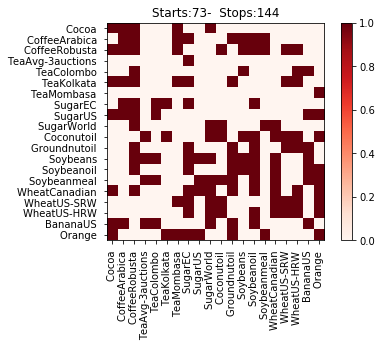 Starts:73- Stops:144
Cocoa
CoffeeArabica
CoffeeRobusta
TeaAvg-3auctions
TeaColombo
TeaKolkata
TeaMombasa
SugarEC
SugarUS
SugarWorld
Coconutoil
Groundnutoil
Soybeans
Soybeanoil
Soybeanmeal
WheatCanadian
WheatUS-SRW
WheatUS-HRW
BananaUS
Orange
1.0
0.8
0.6
0.4
0.2
0.0
Cocoa
CoffeeArabica
CoffeeRobusta
TeaAvg-3auctions
TeaColombo
TeaKolkata
TeaMombasa
SugarEC
SugarUS
SugarWorld
Coconutoil
Groundnutoil
Soybeans
Soybeanoil
Soybeanmeal
WheatCanadian
WheatUS-SRW
WheatUS-HRW
BananaUS
Orange